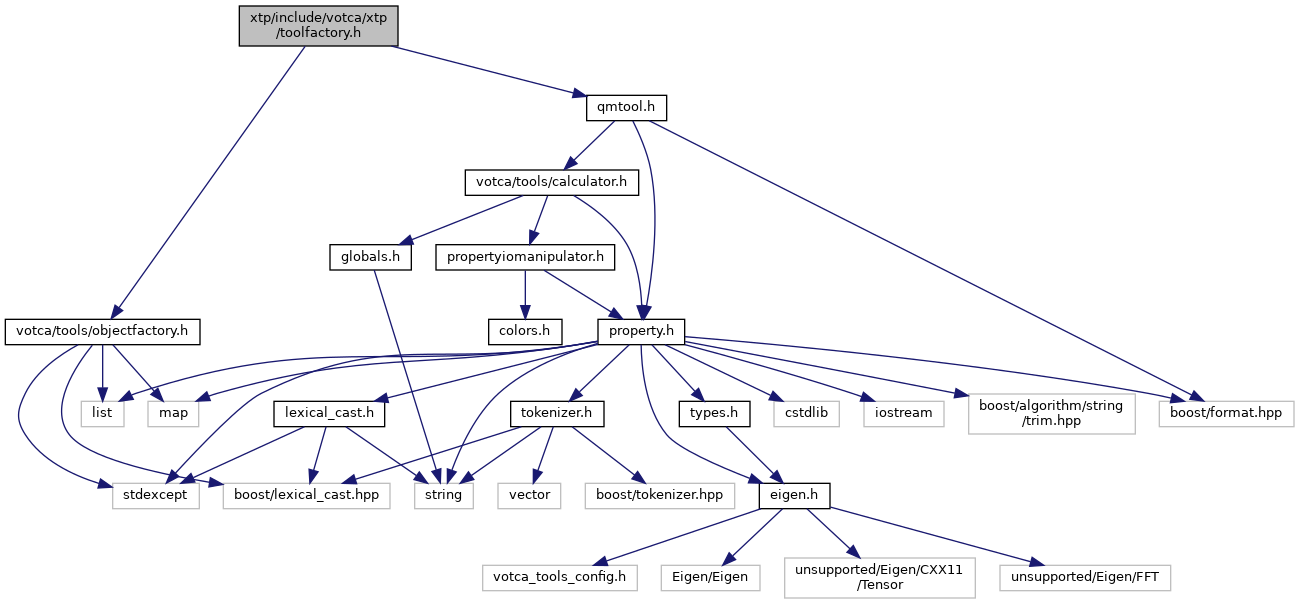 xtp/include/votca/xtp
/toolfactory.h
qmtool.h
votca/tools/calculator.h
globals.h
propertyiomanipulator.h
votca/tools/objectfactory.h
colors.h
property.h
list
map
lexical_cast.h
tokenizer.h
types.h
cstdlib
iostream
boost/algorithm/string
/trim.hpp
boost/format.hpp
stdexcept
boost/lexical_cast.hpp
string
vector
boost/tokenizer.hpp
eigen.h
votca_tools_config.h
Eigen/Eigen
unsupported/Eigen/CXX11
/Tensor
unsupported/Eigen/FFT